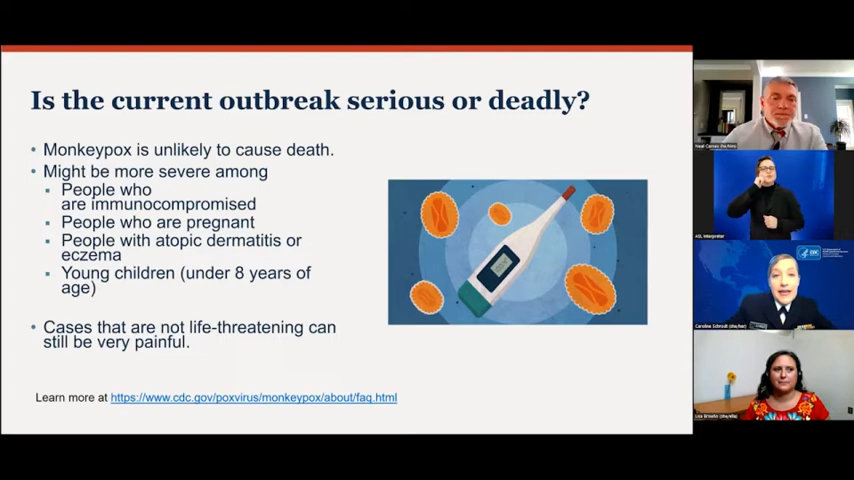 Is the current outbreak serious or deadly?
• Monkeypox is unlikely to cause death.
• Might be more severe among
▪ People who
are immunocompromised
▪ People who are pregnant
▪ People with atopic dermatitis or
eczema
▪ Young children (under 8 years of
age)
• Cases that are not life-threatening can
still be very painful.
Learn more at https://www.cdc.gov/poxvirus/monkeypox/about/faq.html
ASL Interpreter
CDC